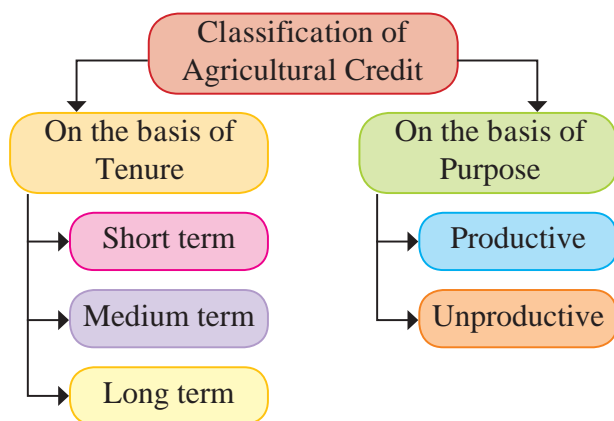 Classification of
Agricultural Credit
On the basis of
Tenure
Short term
Medium term
Long term
On the basis of
Purpose
Productive
Unproductive